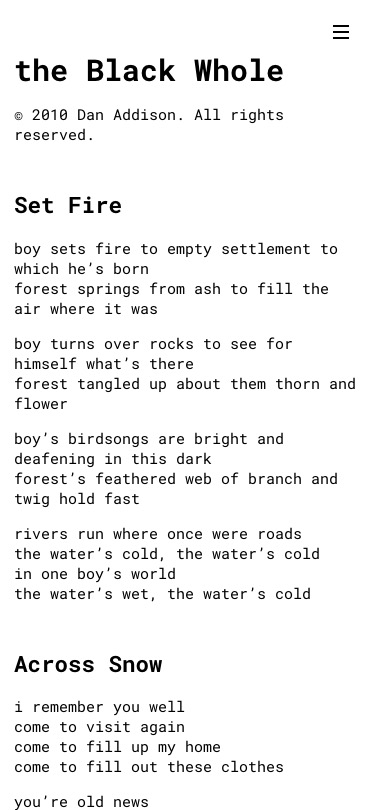 the Black Whole
© 2010 Dan Addison. All rights
reserved.
Set Fire
boy sets fire to empty settlement to
which he’s born
forest springs from ash to fill the
air where it was
boy turns over rocks to see for
himself what’s there
forest tangled up about them thorn and
flower
boy’s birdsongs are bright and
deafening in this dark
forest’s feathered web of branch and
twig hold fast
rivers run where once were roads
the water’s cold, the water’s cold
in one boy’s world
the water’s wet, the water’s cold
Across Snow
i remember you well
come to visit again
come to fill up my home
come to fill out these clothes
you’re old news